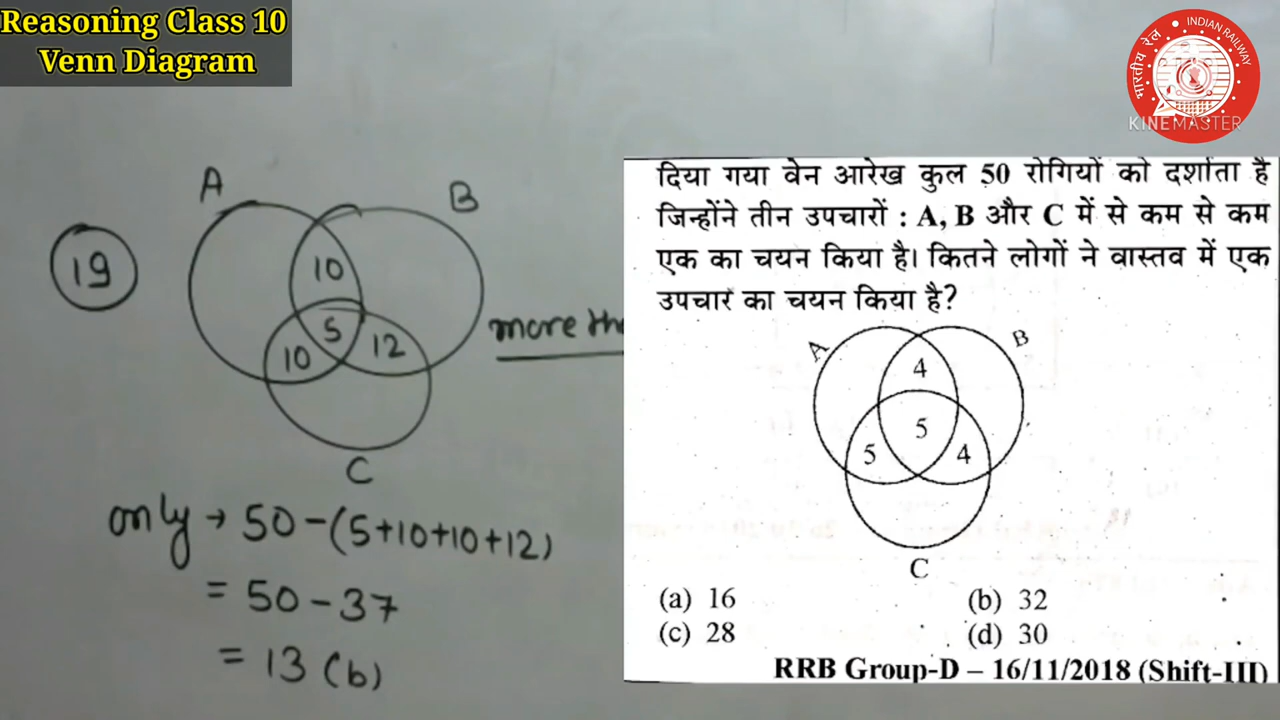 Reasoning Class 10
Venn Diagram
भारतीय रेल INDIAN RAILWAY
KINEMASTER
19
A
B
10
5
10
12
C
more
only → 50-(5+10+10+12)
= 50-37
= 13 (b)
दिया गया वेन आरेख कुल 50 रोगियों को दर्शाता है
जिन्होंने तीन उपचारों : A, B और C में से कम से कम
एक का चयन किया है। कितने लोगों ने वास्तव में एक
उपचार का चयन किया है?
A
B
4
5
5
4
C
(a) 16 (b) 32
(c) 28 (d) 30
RRB Group-D – 16/11/2018 (Shift-III)